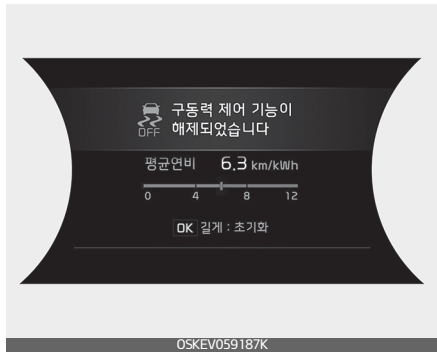 구동력 제어 기능이
OFF 해제되었습니다
평균연비 6.3 km/kWh
0 4 8 12
OK 길게 : 초기화
OSKEV059187K